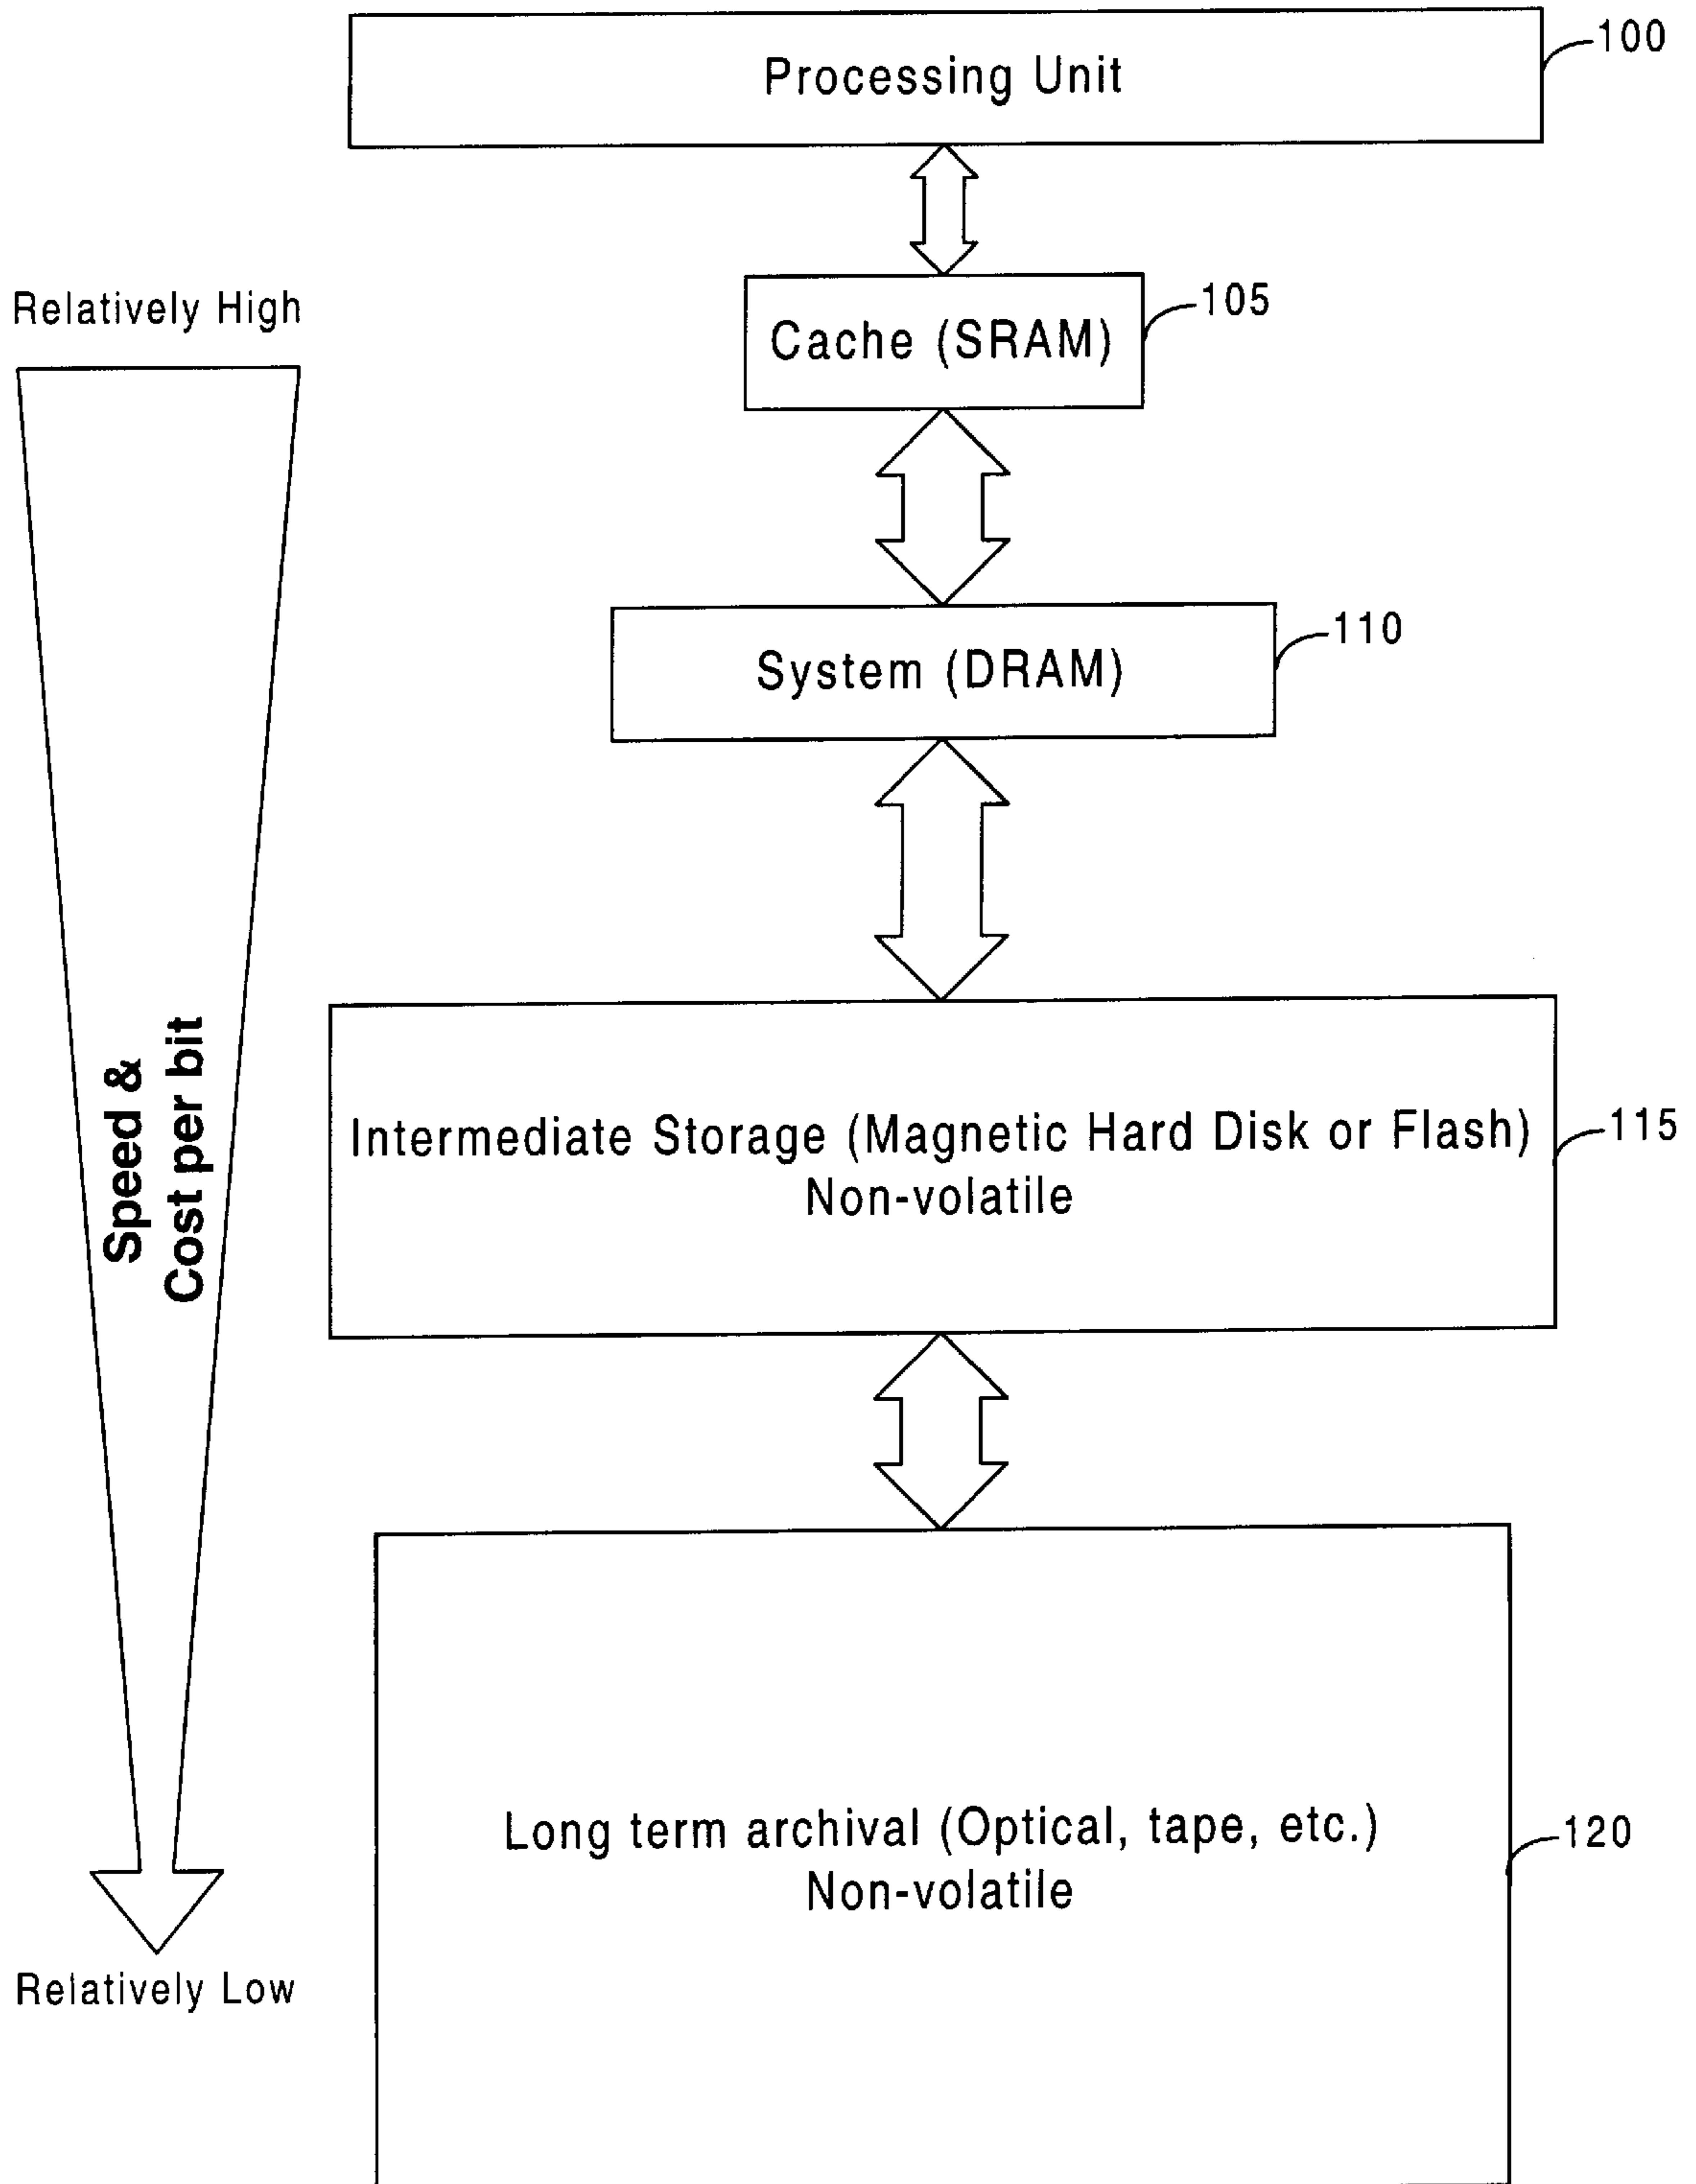 Processing Unit
100
Relatively High
Cache (SRAM)
105
System (DRAM)
110
Speed &
Cost per bit
Intermediate Storage (Magnetic Hard Disk or Flash)
Non-volatile
115
Long term archival (Optical, tape, etc.)
Non-volatile
120
Relatively Low